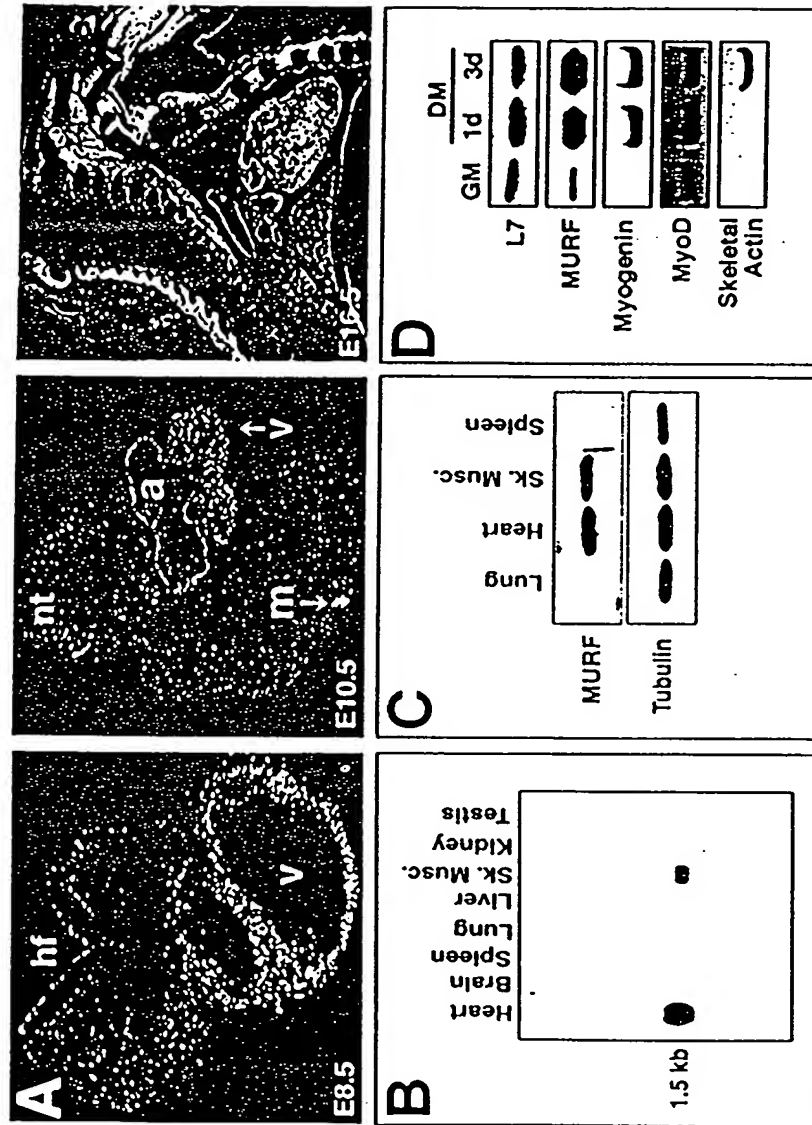 A
hf
v
E8.5
nt
a
v
m
E10.5
E16.5
B
Heart
Brain
Spleen
Lung
Liver
Sk. Musc.
Kidney
Testis
1.5 kb
C
Lung
Heart
Sk. Musc.
Spleen
MURF
Tubulin
D
DM
GM 1d 3d
L7
MURF
Myogenin
MyoD
Skeletal
Actin